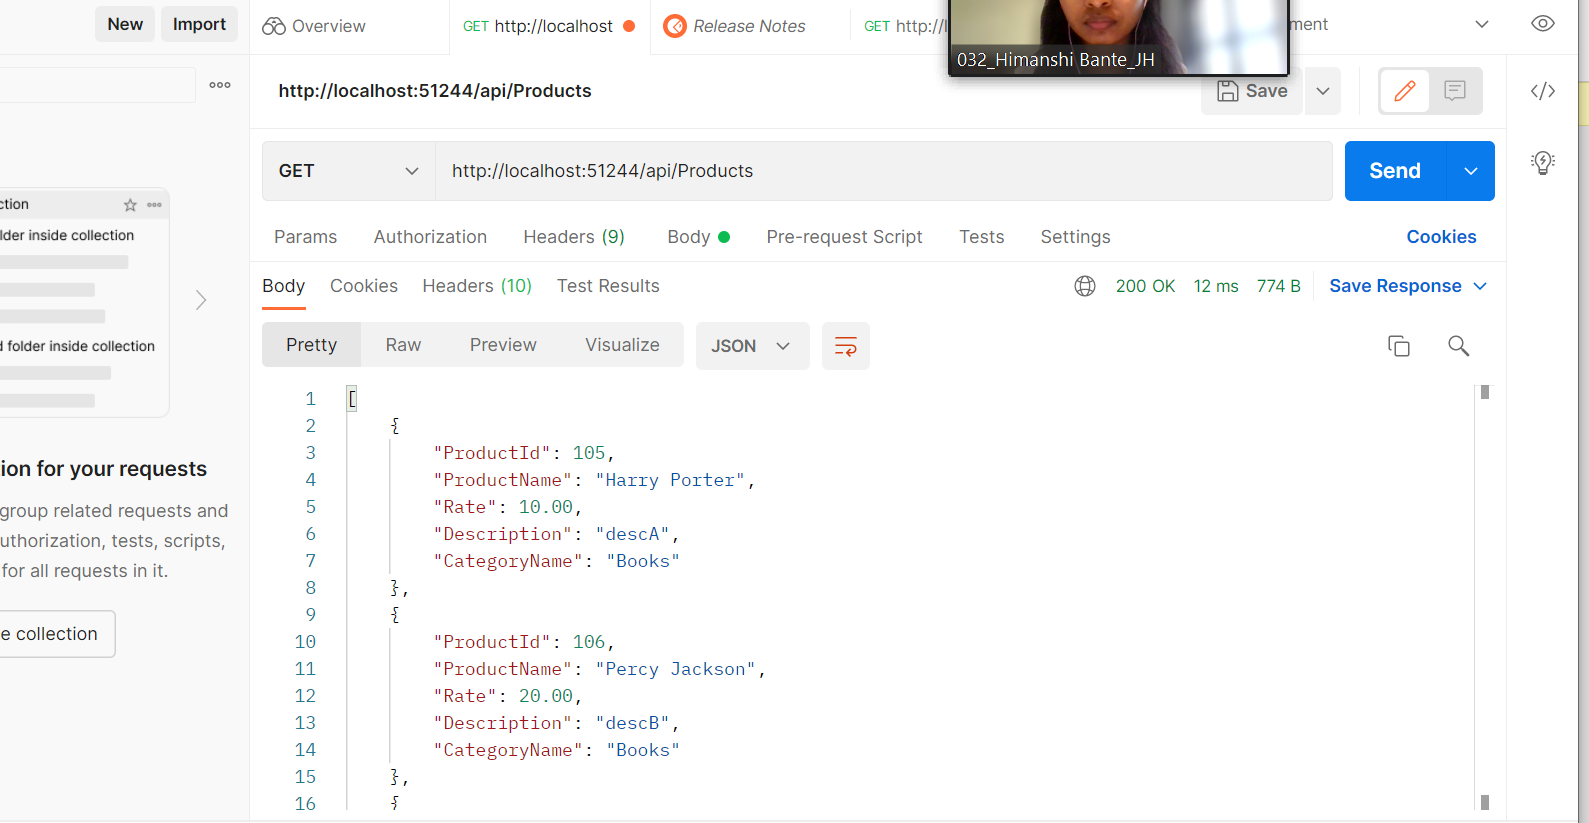 New
Import
Overview
GET http://localhost
Release Notes
GET http://l
ment
032_Himanshi Bante_JH
http://localhost:51244/api/Products
Save
GET
http://localhost:51244/api/Products
Send
ction
lder inside collection
d folder inside collection
ion for your requests
group related requests and
uthorization, tests, scripts,
for all requests in it.
e collection
Params
Authorization
Headers (9)
Body
Pre-request Script
Tests
Settings
Cookies
Body
Cookies
Headers (10)
Test Results
200 OK
12 ms
774 B
Save Response
Pretty
Raw
Preview
Visualize
JSON
1 [
2 {
3 "ProductId": 105,
4 "ProductName": "Harry Porter",
5 "Rate": 10.00,
6 "Description": "descA",
7 "CategoryName": "Books"
8 },
9 {
10 "ProductId": 106,
11 "ProductName": "Percy Jackson",
12 "Rate": 20.00,
13 "Description": "descB",
14 "CategoryName": "Books"
15 },
16 {